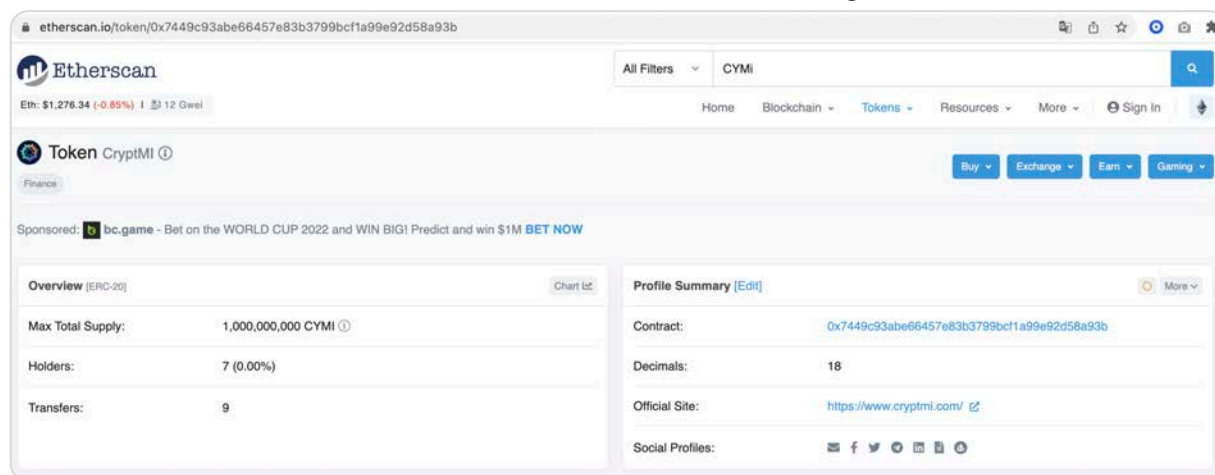 etherscan.io/token/0x7449c93abe66457e83b3799bcf1a99e92d58a93b
Etherscan
All Filters CYMi
Eth: $1,276.34 (-0.85%) | 12 Gwei
Home Blockchain Tokens Resources More Sign In
Token CryptMI
Buy Exchange Earn Gaming
Finance
Sponsored: bc.game - Bet on the WORLD CUP 2022 and WIN BIG! Predict and win $1M BET NOW
Overview [ERC-20] Chart
Max Total Supply: 1,000,000,000 CYMI
Holders: 7 (0.00%)
Transfers: 9
Profile Summary [Edit] More
Contract: 0x7449c93abe66457e83b3799bcf1a99e92d58a93b
Decimals: 18
Official Site: https://www.cryptmi.com/
Social Profiles: